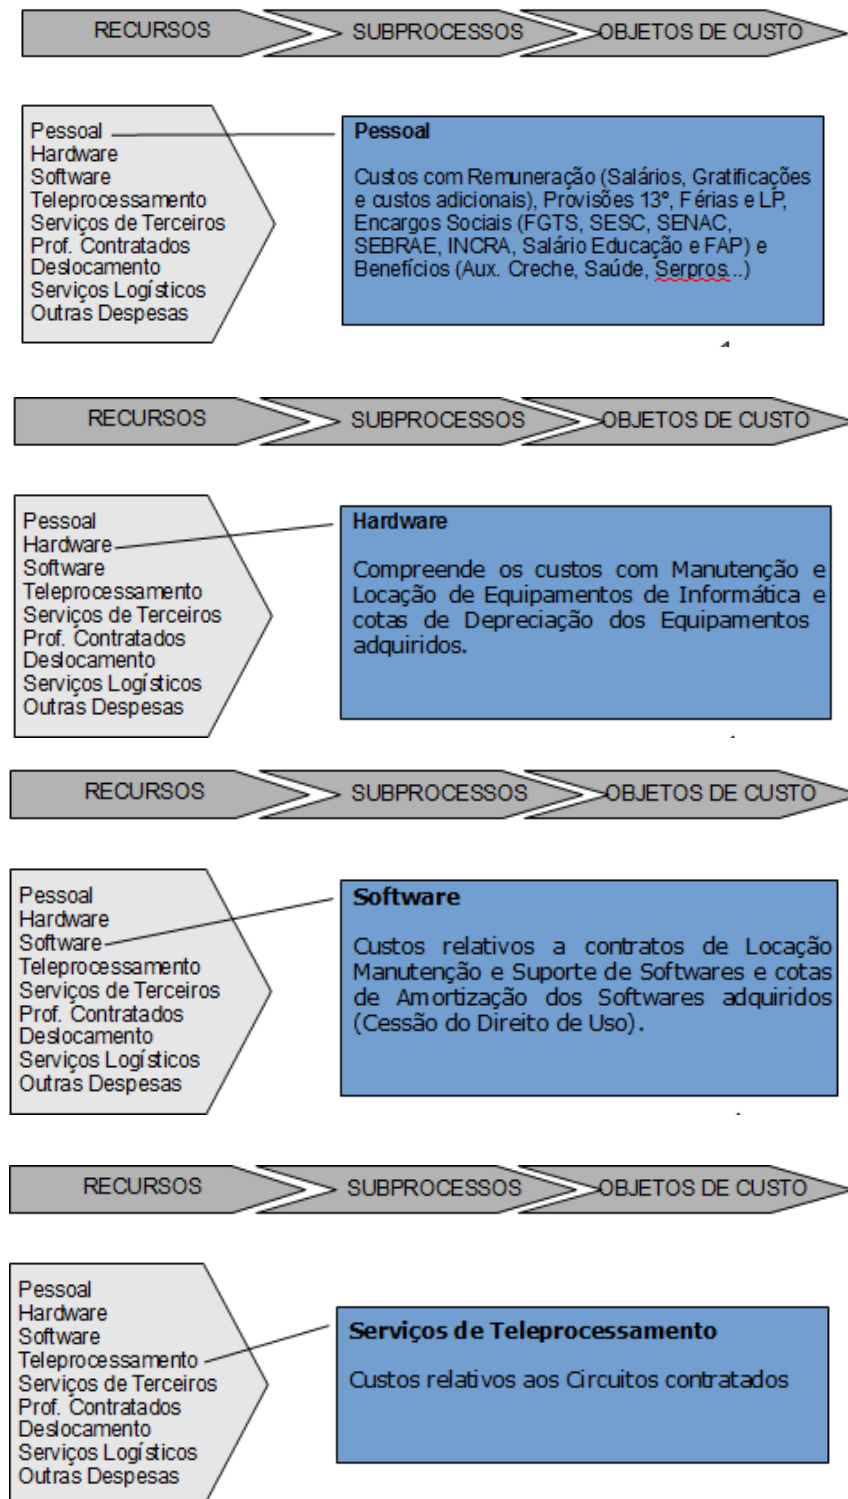 RECURSOS SUBPROCESSOS OBJETOS DE CUSTO
Pessoal
Hardware
Software
Teleprocessamento
Serviços de Terceiros
Prof. Contratados
Deslocamento
Serviços Logísticos
Outras Despesas
Pessoal
Custos com Remuneração (Salários, Gratificações
e custos adicionais), Provisões 13º, Férias e LP,
Encargos Sociais (FGTS, SESC, SENAC,
SEBRAE, INCRA, Salário Educação e FAP) e
Benefícios (Aux. Creche, Saúde, Serpros...)
RECURSOS SUBPROCESSOS OBJETOS DE CUSTO
Pessoal
Hardware
Software
Teleprocessamento
Serviços de Terceiros
Prof. Contratados
Deslocamento
Serviços Logísticos
Outras Despesas
Hardware
Compreende os custos com Manutenção e
Locação de Equipamentos de Informática e
cotas de Depreciação dos Equipamentos
adquiridos.
RECURSOS SUBPROCESSOS OBJETOS DE CUSTO
Pessoal
Hardware
Software
Teleprocessamento
Serviços de Terceiros
Prof. Contratados
Deslocamento
Serviços Logísticos
Outras Despesas
Software
Custos relativos a contratos de Locação
Manutenção e Suporte de Softwares e cotas
de Amortização dos Softwares adquiridos
(Cessão do Direito de Uso).
RECURSOS SUBPROCESSOS OBJETOS DE CUSTO
Pessoal
Hardware
Software
Teleprocessamento
Serviços de Terceiros
Prof. Contratados
Deslocamento
Serviços Logísticos
Outras Despesas
Serviços de Teleprocessamento
Custos relativos aos Circuitos contratados